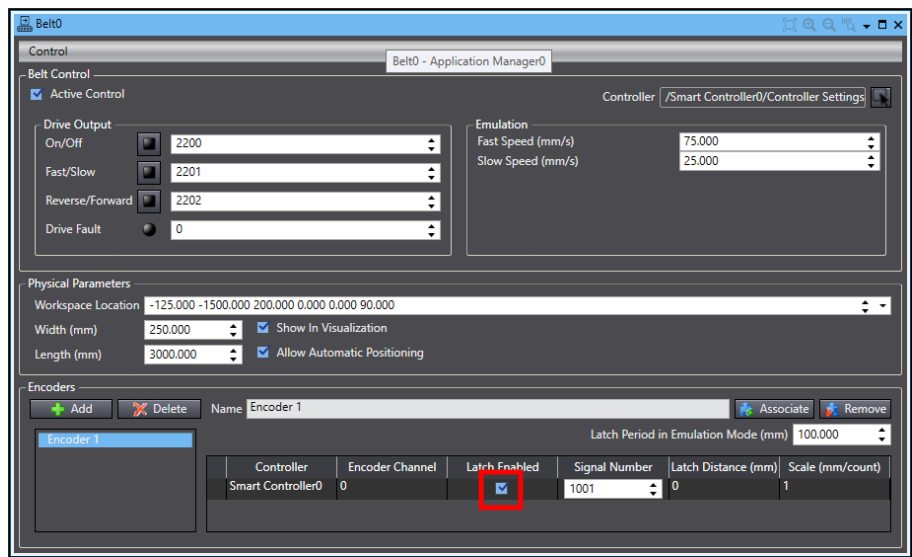 Belt0
Control
Belt0 - Application Manager0
Belt Control
Active Control
Controller /Smart Controller0/Controller Settings
Drive Output
Emulation
On/Off 2200
Fast Speed (mm/s) 75.000
Fast/Slow 2201
Slow Speed (mm/s) 25.000
Reverse/Forward 2202
Drive Fault 0
Physical Parameters
Workspace Location -125.000 -1500.000 200.000 0.000 0.000 90.000
Width (mm) 250.000 Show In Visualization
Length (mm) 3000.000 Allow Automatic Positioning
Encoders
Add Delete Name Encoder 1 Associate Remove
Encoder 1
Latch Period in Emulation Mode (mm) 100.000
Controller Encoder Channel Latch Enabled Signal Number Latch Distance (mm) Scale (mm/count)
Smart Controller0 0 1001 0 1